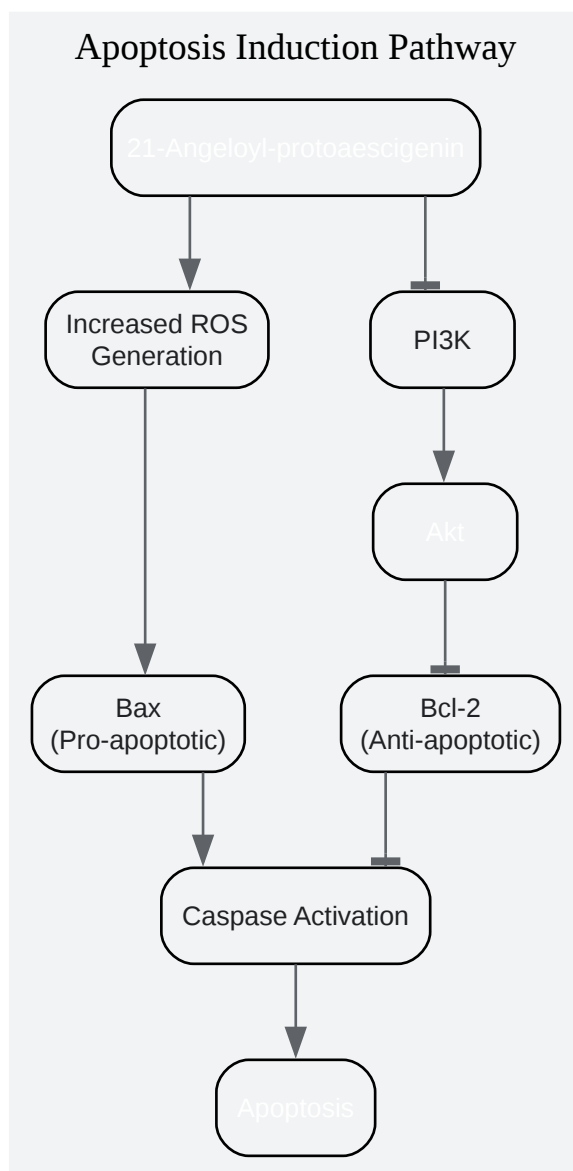 Apoptosis Induction Pathway
21-Angeloyl-protoaescigenin
Increased ROS
Generation
PI3K
Akt
Bax
(Pro-apoptotic)
Bcl-2
(Anti-apoptotic)
Caspase Activation
Apoptosis